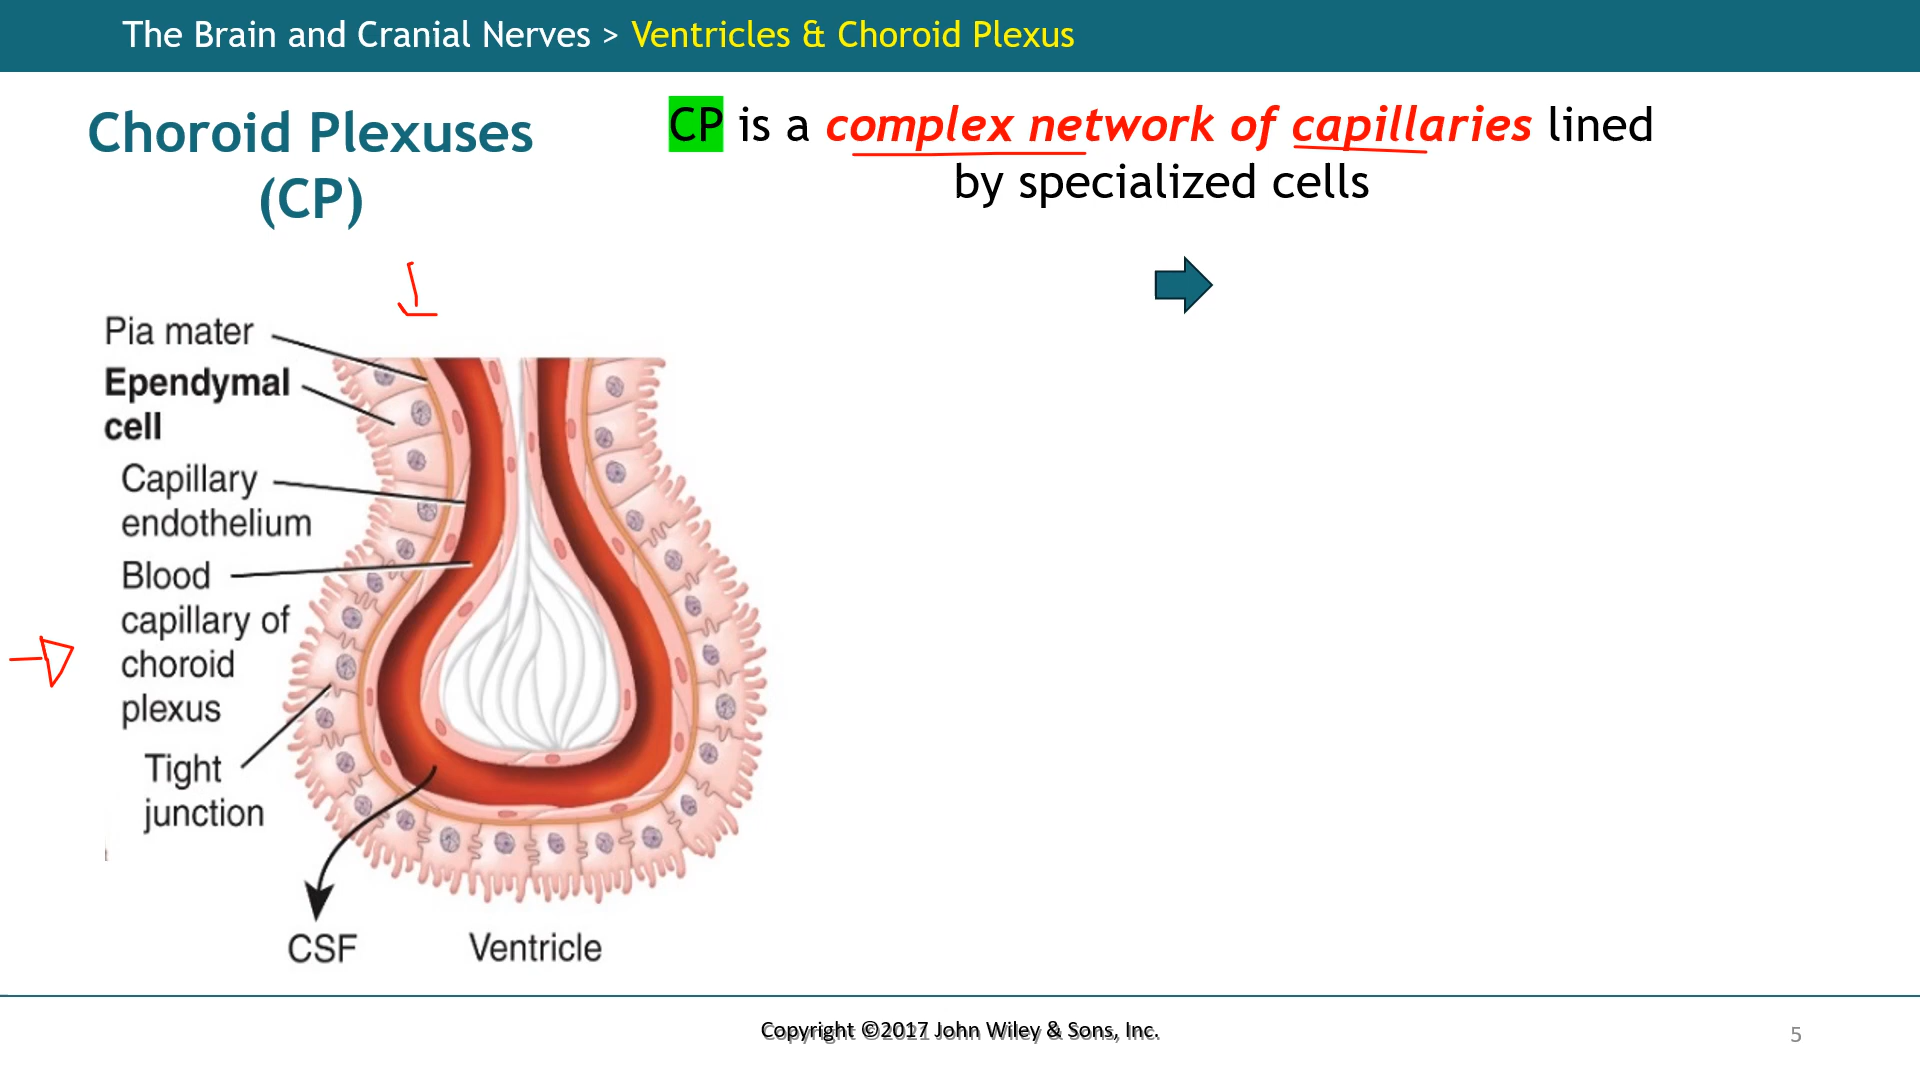 The Brain and Cranial Nerves > Ventricles & Choroid Plexus
Choroid Plexuses
(CP)
CP is a complex network of capillaries lined
by specialized cells
Pia mater
Ependymal
cell
Capillary
endothelium
Blood
capillary of
choroid
plexus
Tight
junction
CSF
Ventricle
Copyright ©2017 John Wiley & Sons, Inc.
5